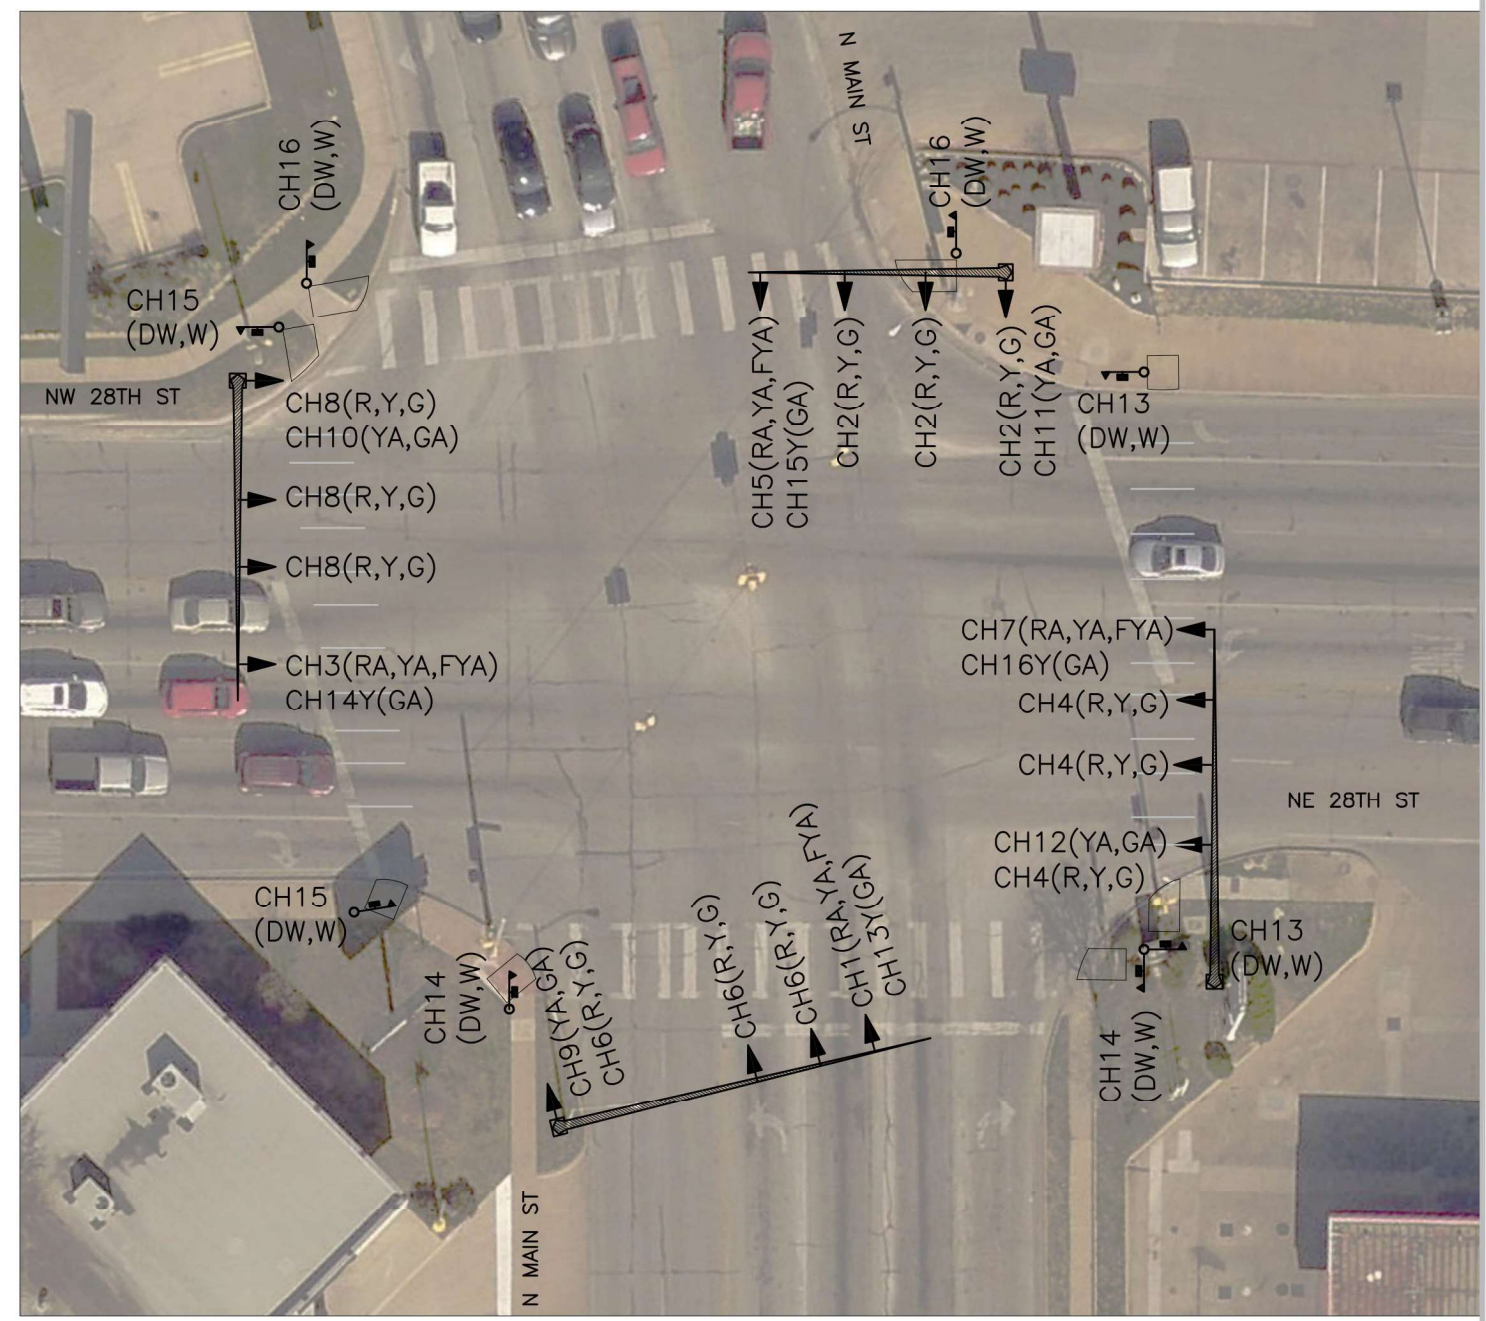 N MAIN ST
CH16
(DW,W)
CH16
(DW,W)
CH15
(DW,W)
NW 28TH ST
CH8(R,Y,G)
CH10(YA,GA)
CH8(R,Y,G)
CH8(R,Y,G)
CH3(RA,YA,FYA)
CH14Y(GA)
CH5(RA,YA,FYA)
CH15Y(GA)
CH2(R,Y,G)
CH2(R,Y,G)
CH2(R,Y,G)
CH11(YA,GA)
CH13
(DW,W)
CH7(RA,YA,FYA)
CH16Y(GA)
CH4(R,Y,G)
CH4(R,Y,G)
NE 28TH ST
CH12(YA,GA)
CH4(R,Y,G)
CH13
(DW,W)
CH15
(DW,W)
CH14
(DW,W)
CH9(YA,GA)
CH6(R,Y,G)
CH6(R,Y,G)
CH6(R,Y,G)
CH1(RA,YA,FYA)
CH13Y(GA)
CH14
(DW,W)
N MAIN ST